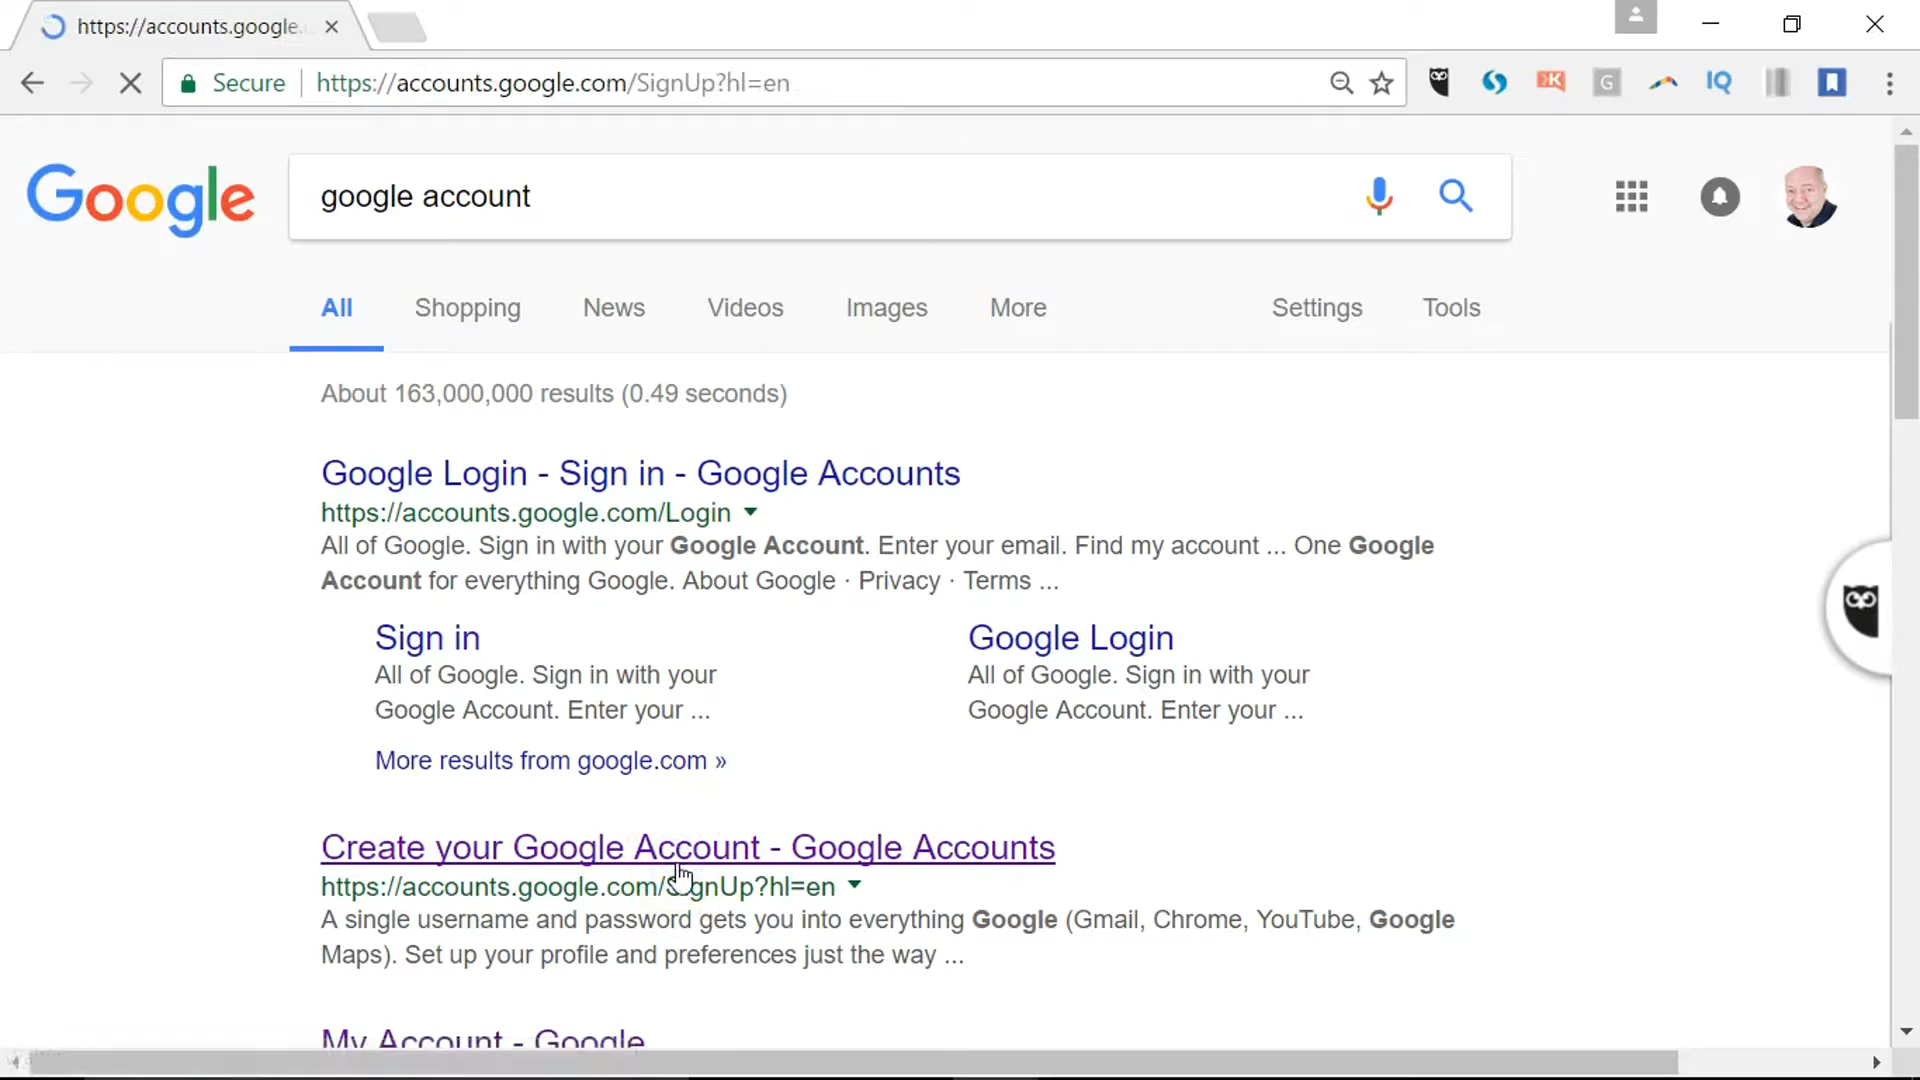 https://accounts.google.
Secure
https://accounts.google.com/SignUp?hl=en
K
G
IQ
Google
google account
All
Shopping
News
Videos
Images
More
Settings
Tools
About 163,000,000 results (0.49 seconds)
Google Login - Sign in - Google Accounts
https://accounts.google.com/Login
All of Google. Sign in with your Google Account. Enter your email. Find my account ... One Google
Account for everything Google. About Google · Privacy · Terms ...
Sign in
All of Google. Sign in with your
Google Account. Enter your ...
Google Login
All of Google. Sign in with your
Google Account. Enter your ...
More results from google.com »
Create your Google Account - Google Accounts
https://accounts.google.com/SignUp?hl=en
A single username and password gets you into everything Google (Gmail, Chrome, YouTube, Google
Maps). Set up your profile and preferences just the way ...
My Account - Google